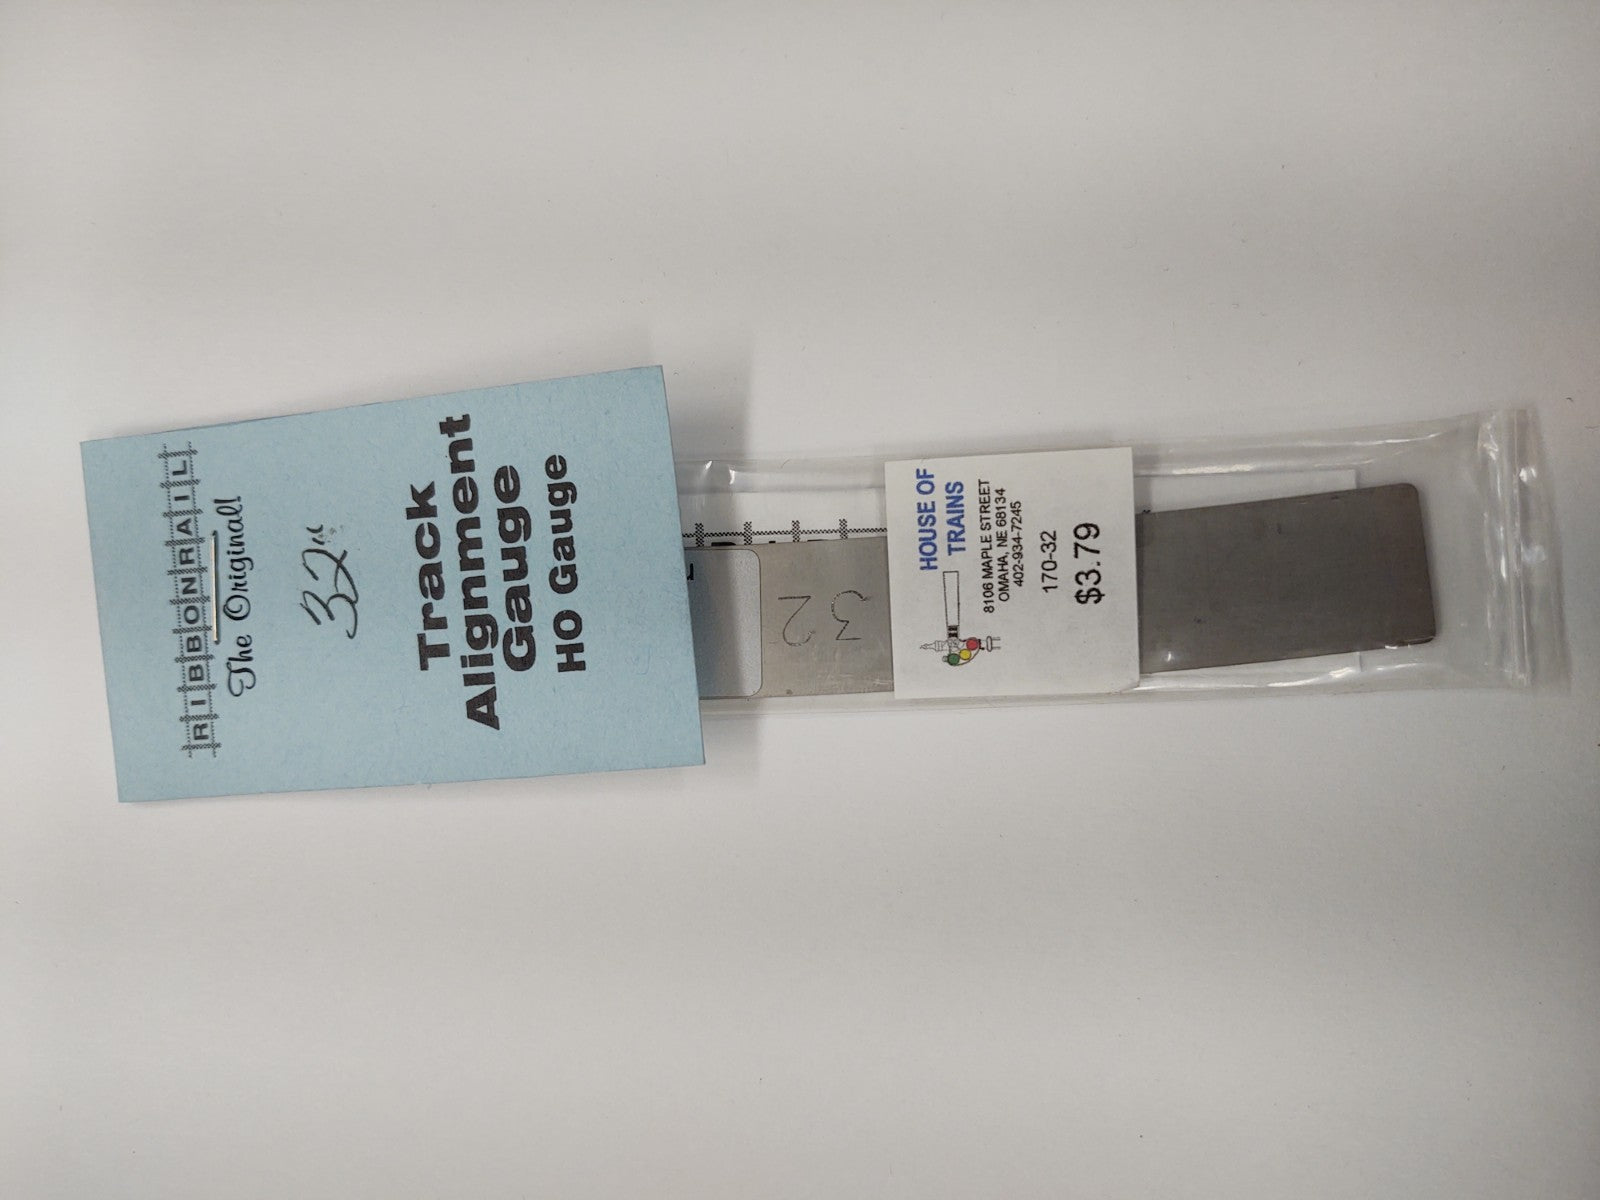 RIBBONRAIL
The Original!
32"
Track
Alignment
Gauge
HO Gauge
32
HOUSE OF
TRAINS
8106 MAPLE STREET
OMAHA, NE 68134
402-934-7245
170-32
$3.79